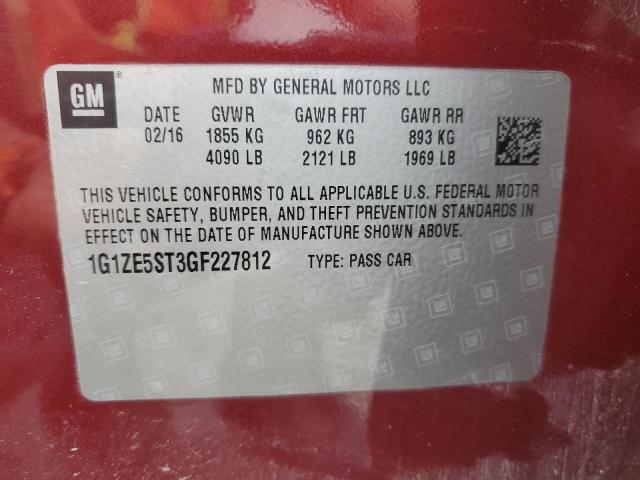 GM ® MFD BY GENERAL MOTORS LLC
DATE GVWR GAWR FRT GAWR RR
02/16 1855 KG 962 KG 893 KG
4090 LB 2121 LB 1969 LB
THIS VEHICLE CONFORMS TO ALL APPLICABLE U.S. FEDERAL MOTOR
VEHICLE SAFETY, BUMPER, AND THEFT PREVENTION STANDARDS IN
EFFECT ON THE DATE OF MANUFACTURE SHOWN ABOVE.
1G1ZE5ST3GF227812 TYPE: PASS CAR